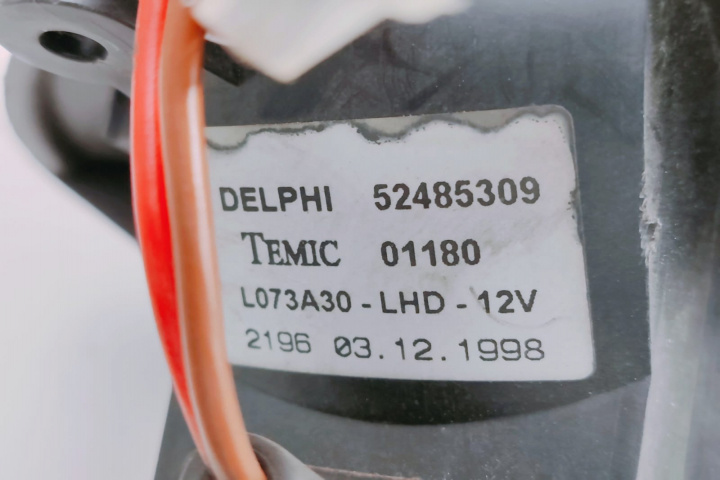 DELPHI 52485309
TEMIC 01180
L073A30 - LHD - 12V
2196 03.12.1998